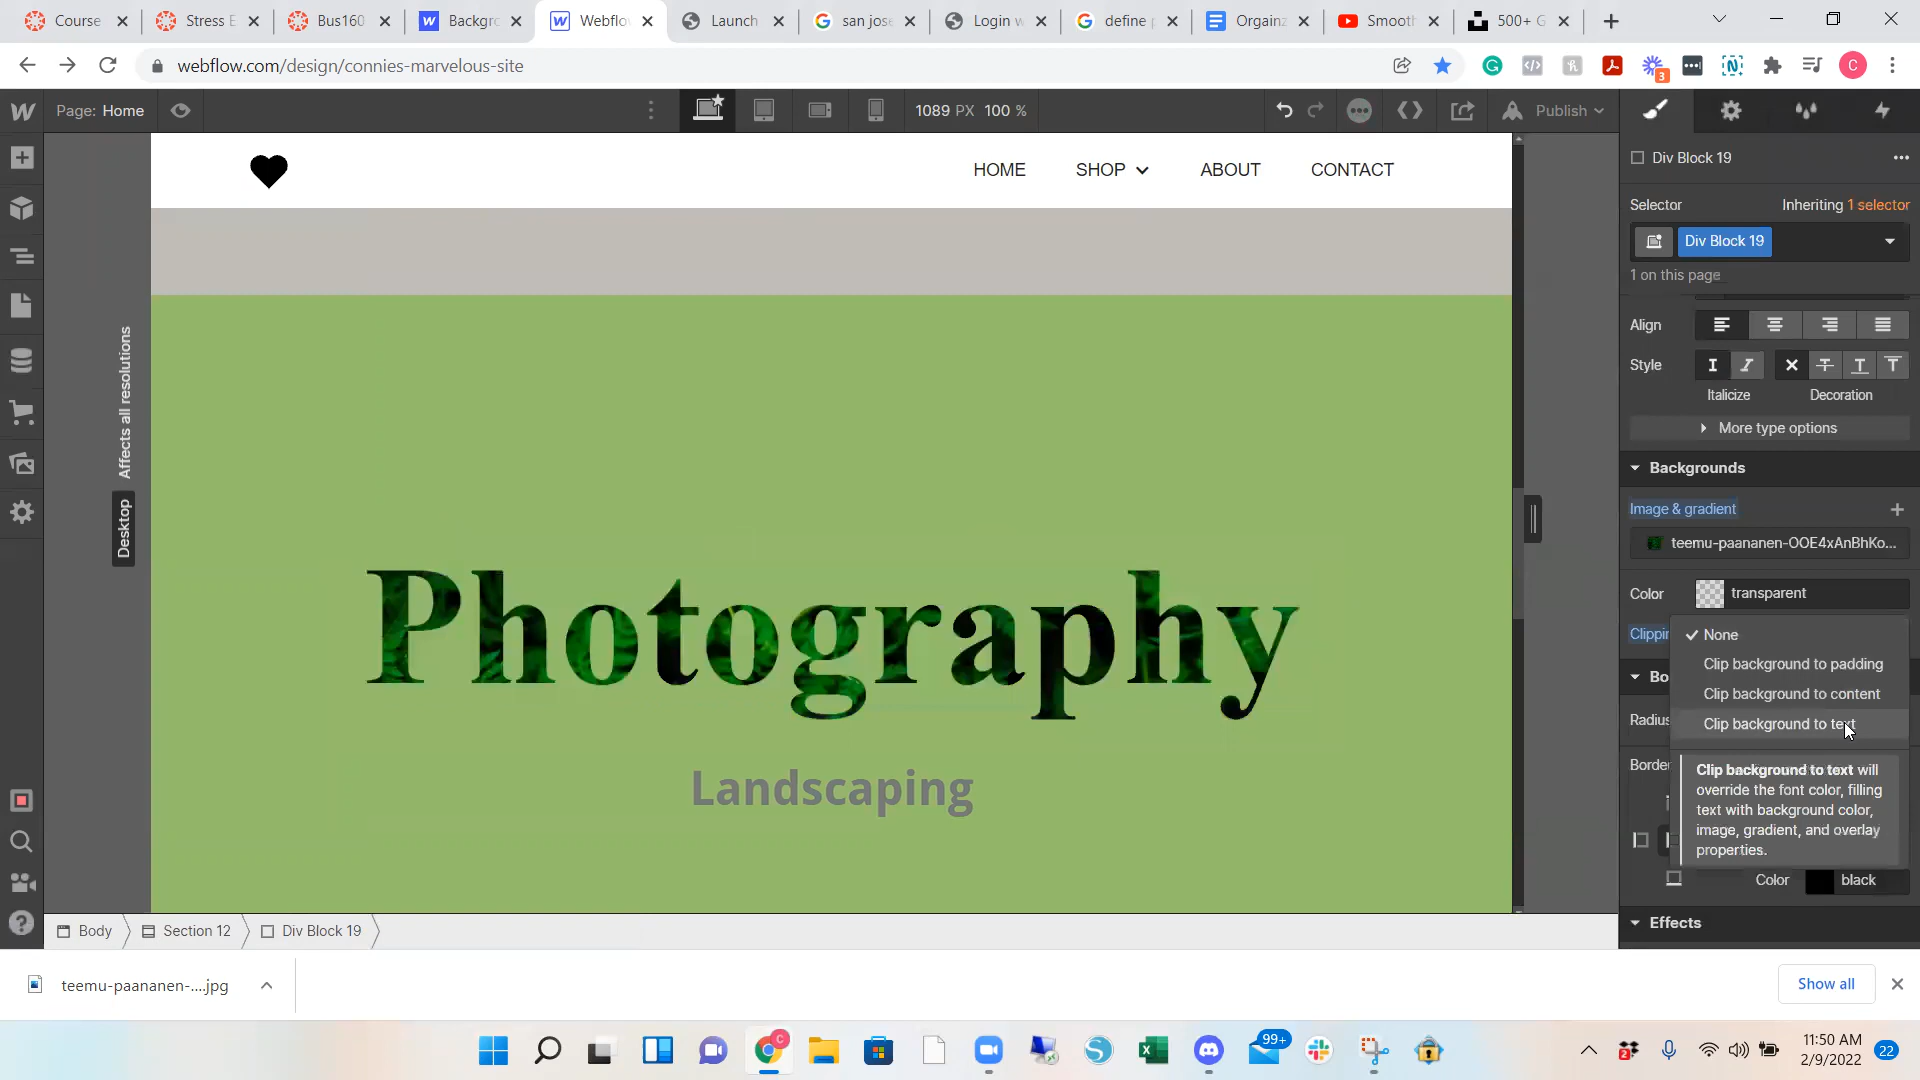 Course
Stress E
Bus160
Backgr
Webflo
Launch
san jos
Login w
define p
Orgainz
Smooth
500+ G
webflow.com/design/connies-marvelous-site
3
C
Page: Home
1089 PX 100 %
Publish
HOME
SHOP
ABOUT
CONTACT
Affects all resolutions
Desktop
Photography
Landscaping
Div Block 19
Selector
Inheriting 1 selector
Div Block 19
1 on this page
Align
Style
Italicize
Decoration
More type options
Backgrounds
Image & gradient
teemu-paananen-OOE4xAnBhKo...
Color
transparent
Clippin
None
Clip background to padding
Clip background to content
Clip background to text
Bo
Radius
Border
Clip background to text will
override the font color, filling
text with background color,
image, gradient, and overlay
properties.
Color
black
Effects
Body
Section 12
Div Block 19
teemu-paananen-....jpg
Show all
C
99+
2
11:50 AM
2/9/2022
22